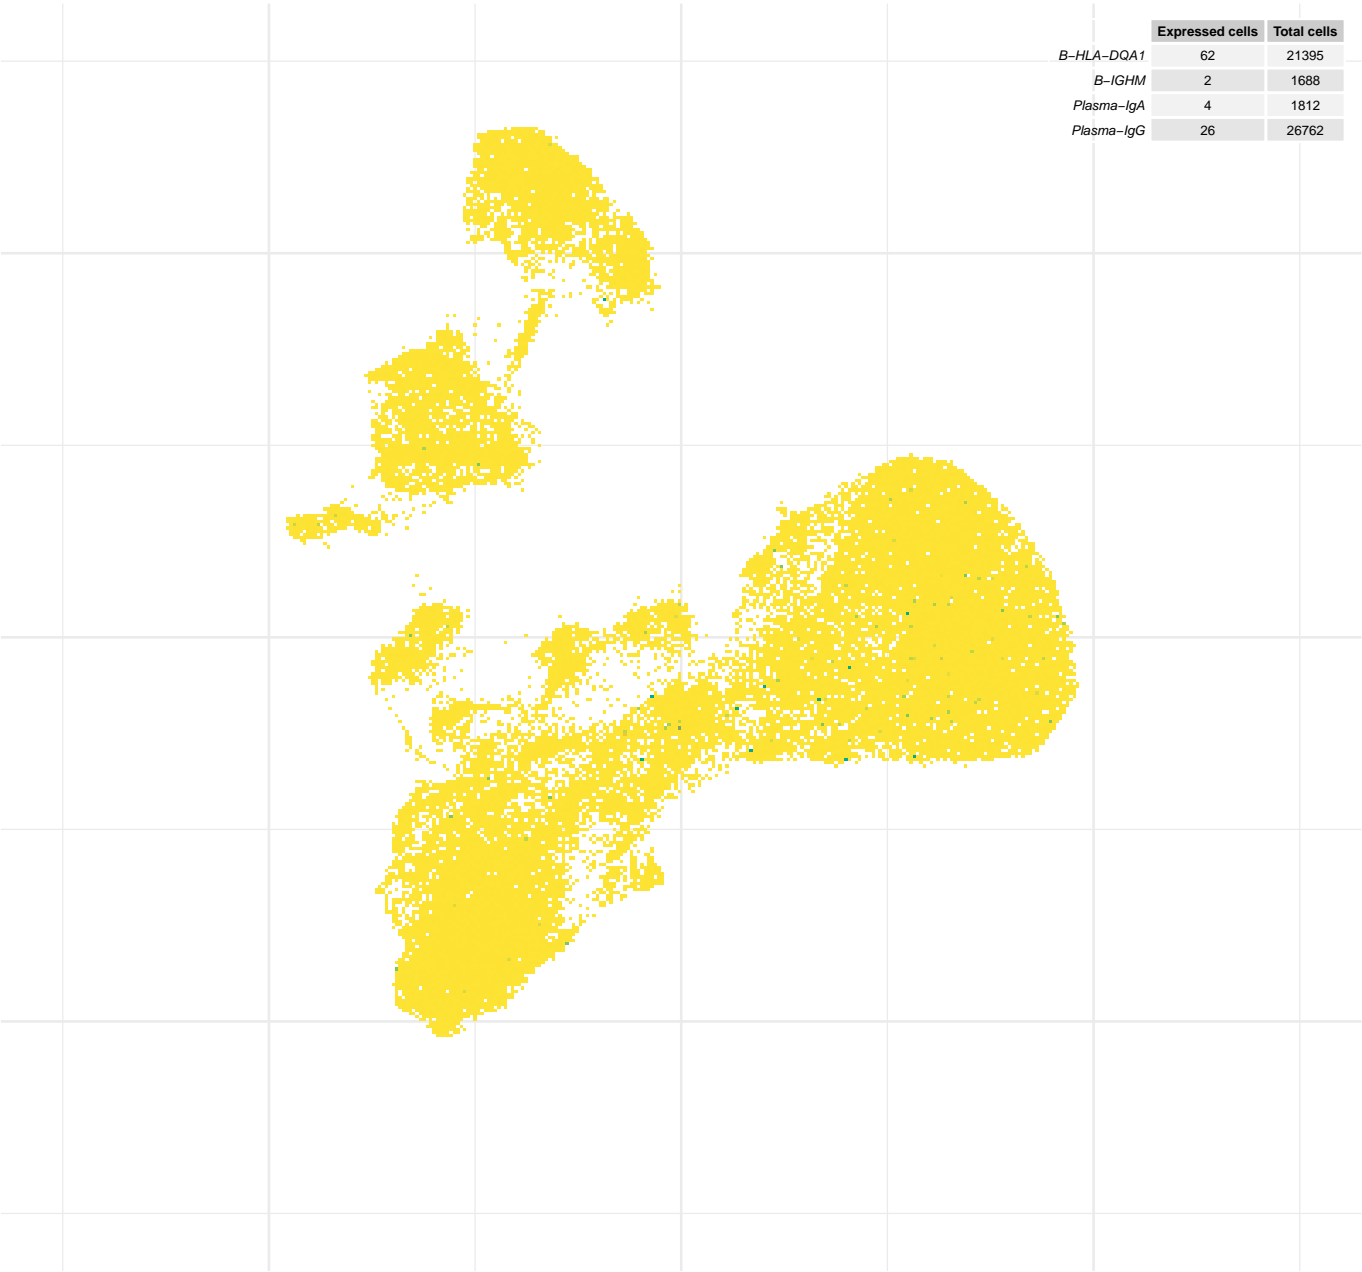 Expressed cells Total cells
B−HLA−DQA1 62 21395
B−IGHM 2 1688
Plasma−IgA 4 1812
Plasma−IgG 26 26762